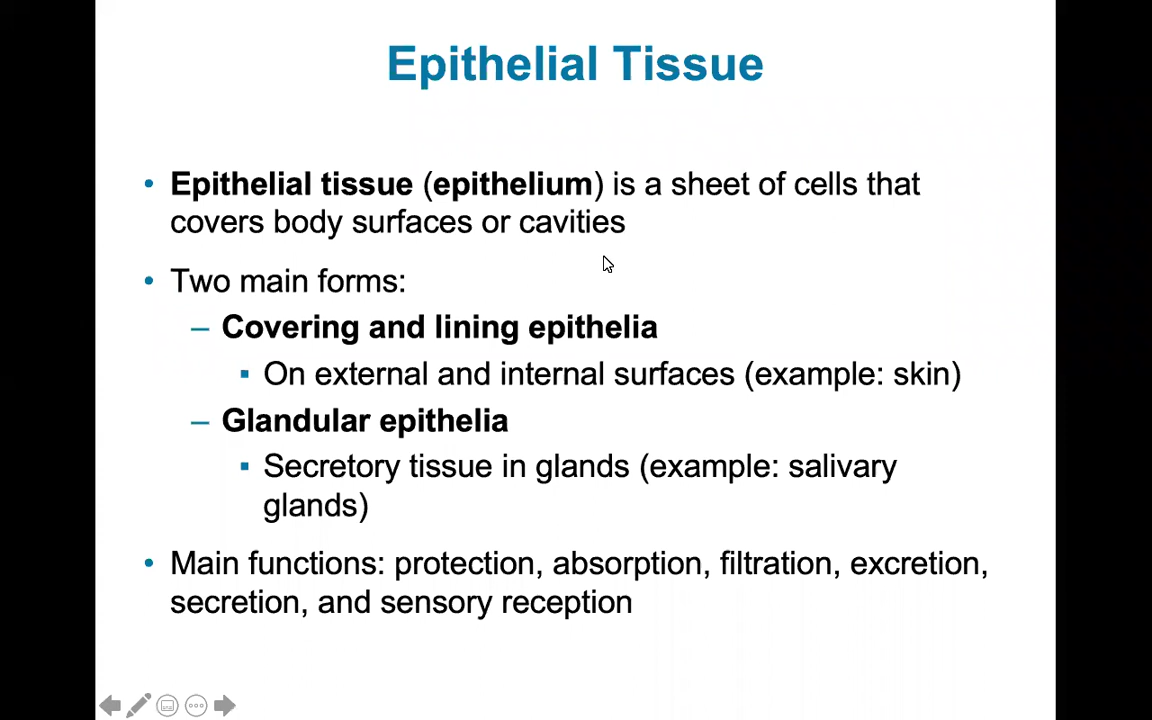 Epithelial Tissue
• Epithelial tissue (epithelium) is a sheet of cells that
covers body surfaces or cavities
• Two main forms:
– Covering and lining epithelia
▪ On external and internal surfaces (example: skin)
– Glandular epithelia
▪ Secretory tissue in glands (example: salivary
glands)
• Main functions: protection, absorption, filtration, excretion,
secretion, and sensory reception